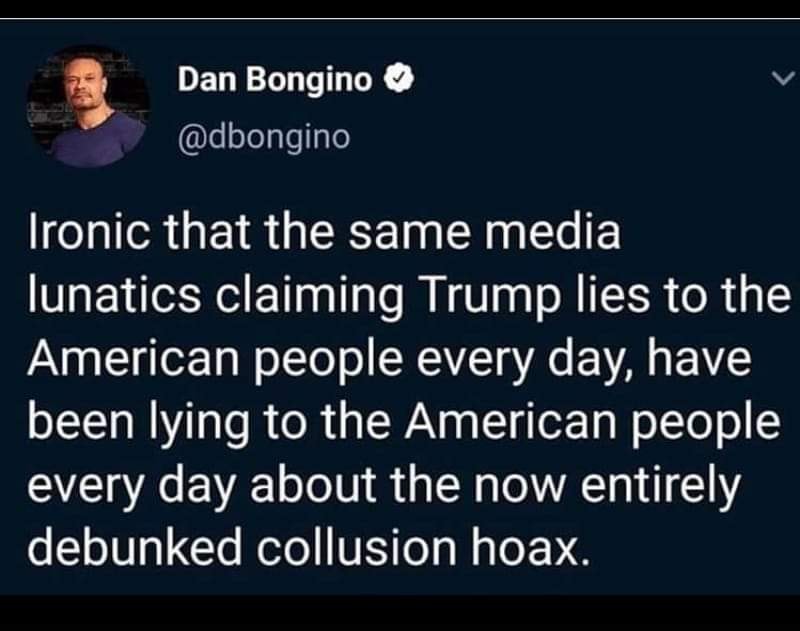 Dan Bongino
@dbongino
Ironic that the same media
lunatics claiming Trump lies to the
American people every day, have
been lying to the American people
every day about the now entirely
debunked collusion hoax.